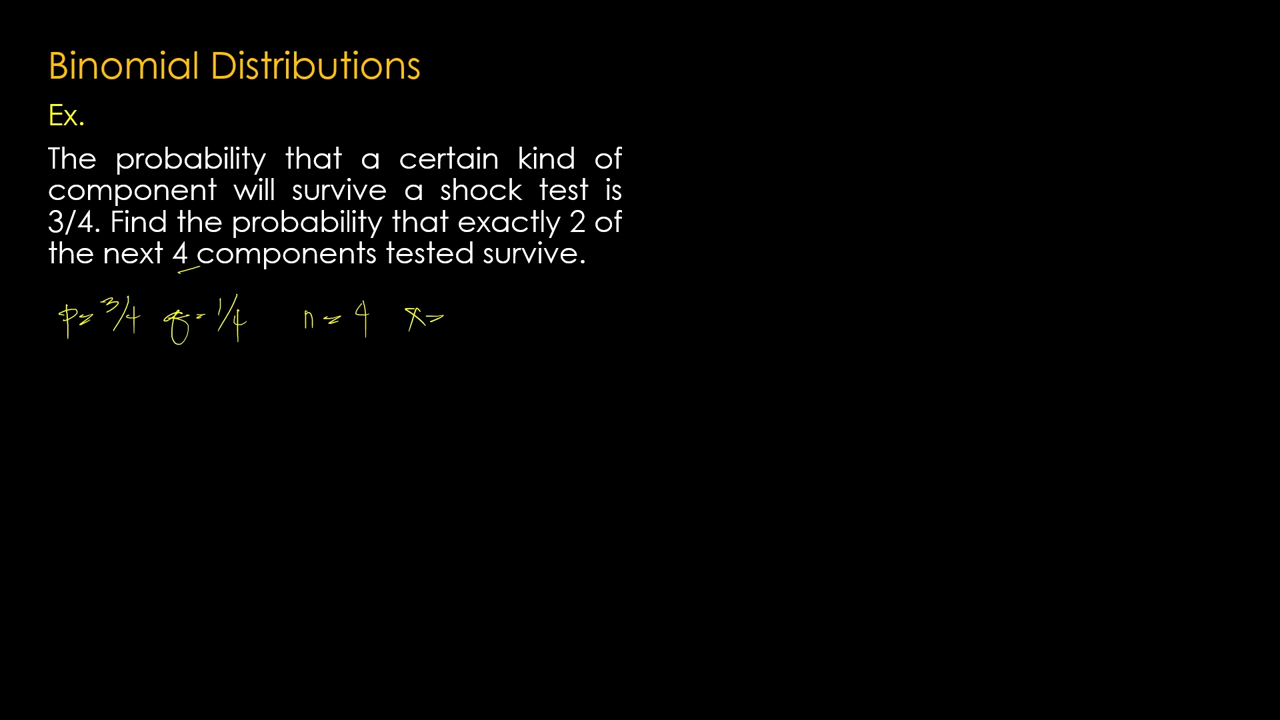 Binomial Distributions
Ex.
The probability that a certain kind of
component will survive a shock test is
3/4. Find the probability that exactly 2 of
the next 4 components tested survive.
p = 3/4 q = 1/4 n = 4 x =